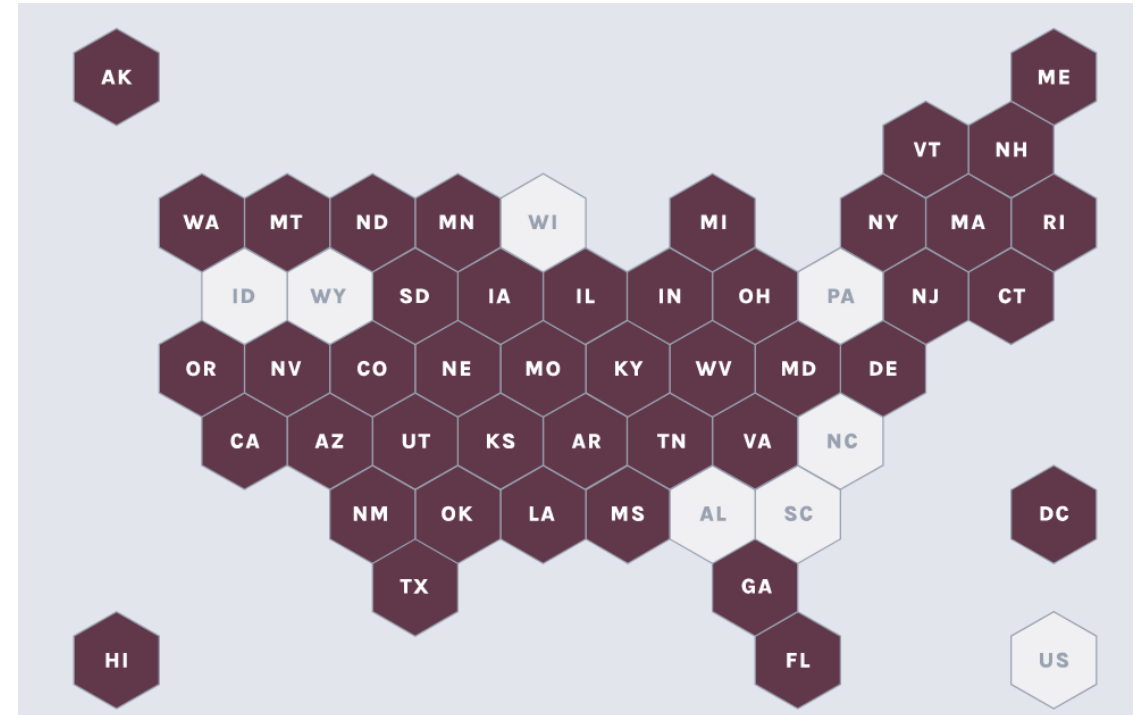 AK ME
VT NH
WA MT ND MN WI MI NY MA RI
ID WY SD IA IL IN OH PA NJ CT
OR NV CO NE MO KY WV MD DE
CA AZ UT KS AR TN VA NC
NM OK LA MS AL SC DC
TX GA
HI FL US